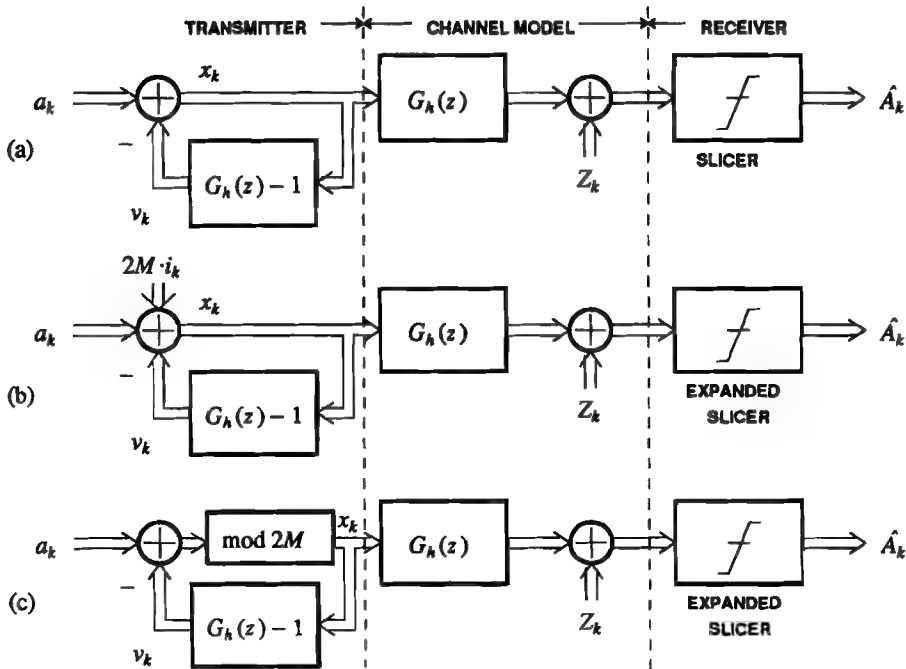 TRANSMITTER CHANNEL MODEL RECEIVER
x_k
a_k + G_h(z) + Â_k
(a) − SLICER
G_h(z) − 1 Z_k
v_k
2M·i_k
x_k
a_k + G_h(z) + Â_k
(b) − EXPANDED
G_h(z) − 1 Z_k SLICER
v_k
x_k
a_k + mod 2M G_h(z) + Â_k
(c) − EXPANDED
G_h(z) − 1 Z_k SLICER
v_k